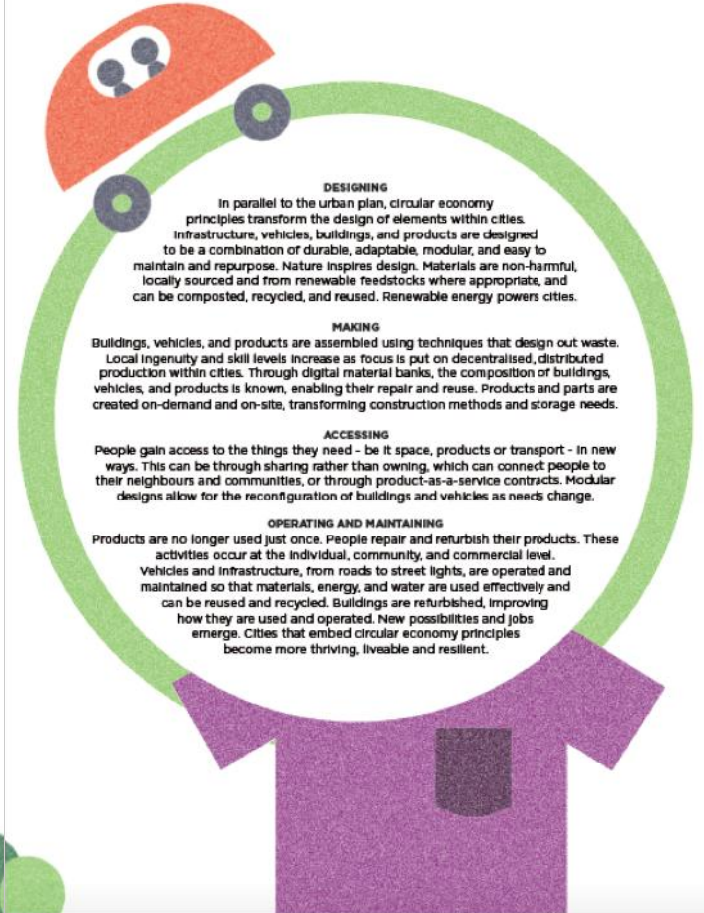 DESIGNING
In parallel to the urban plan, circular economy
principles transform the design of elements within cities.
Infrastructure, vehicles, buildings, and products are designed
to be a combination of durable, adaptable, modular, and easy to
maintain and repurpose. Nature inspires design. Materials are non-harmful,
locally sourced and from renewable feedstocks where appropriate, and
can be composted, recycled, and reused. Renewable energy powers cities.
MAKING
Buildings, vehicles, and products are assembled using techniques that design out waste.
Local ingenuity and skill levels increase as focus is put on decentralised, distributed
production within cities. Through digital material banks, the composition of buildings,
vehicles, and products is known, enabling their repair and reuse. Products and parts are
created on-demand and on-site, transforming construction methods and storage needs.
ACCESSING
People gain access to the things they need - be it space, products or transport - in new
ways. This can be through sharing rather than owning, which can connect people to
their neighbours and communities, or through product-as-a-service contracts. Modular
designs allow for the reconfiguration of buildings and vehicles as needs change.
OPERATING AND MAINTAINING
Products are no longer used just once. People repair and refurbish their products. These
activities occur at the individual, community, and commercial level.
Vehicles and infrastructure, from roads to street lights, are operated and
maintained so that materials, energy, and water are used effectively and
can be reused and recycled. Buildings are refurbished, improving
how they are used and operated. New possibilities and jobs
emerge. Cities that embed circular economy principles
become more thriving, liveable and resilient.